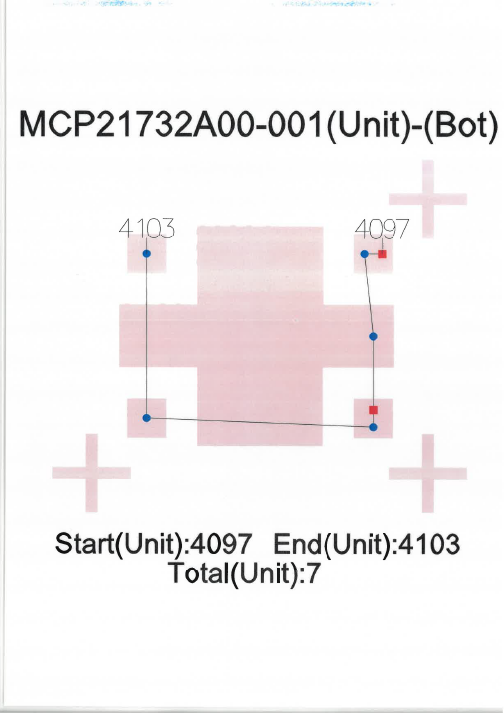 MCP21732A00-001(Unit)-(Bot)
4103 4097
Start(Unit):4097 End(Unit):4103
Total(Unit):7